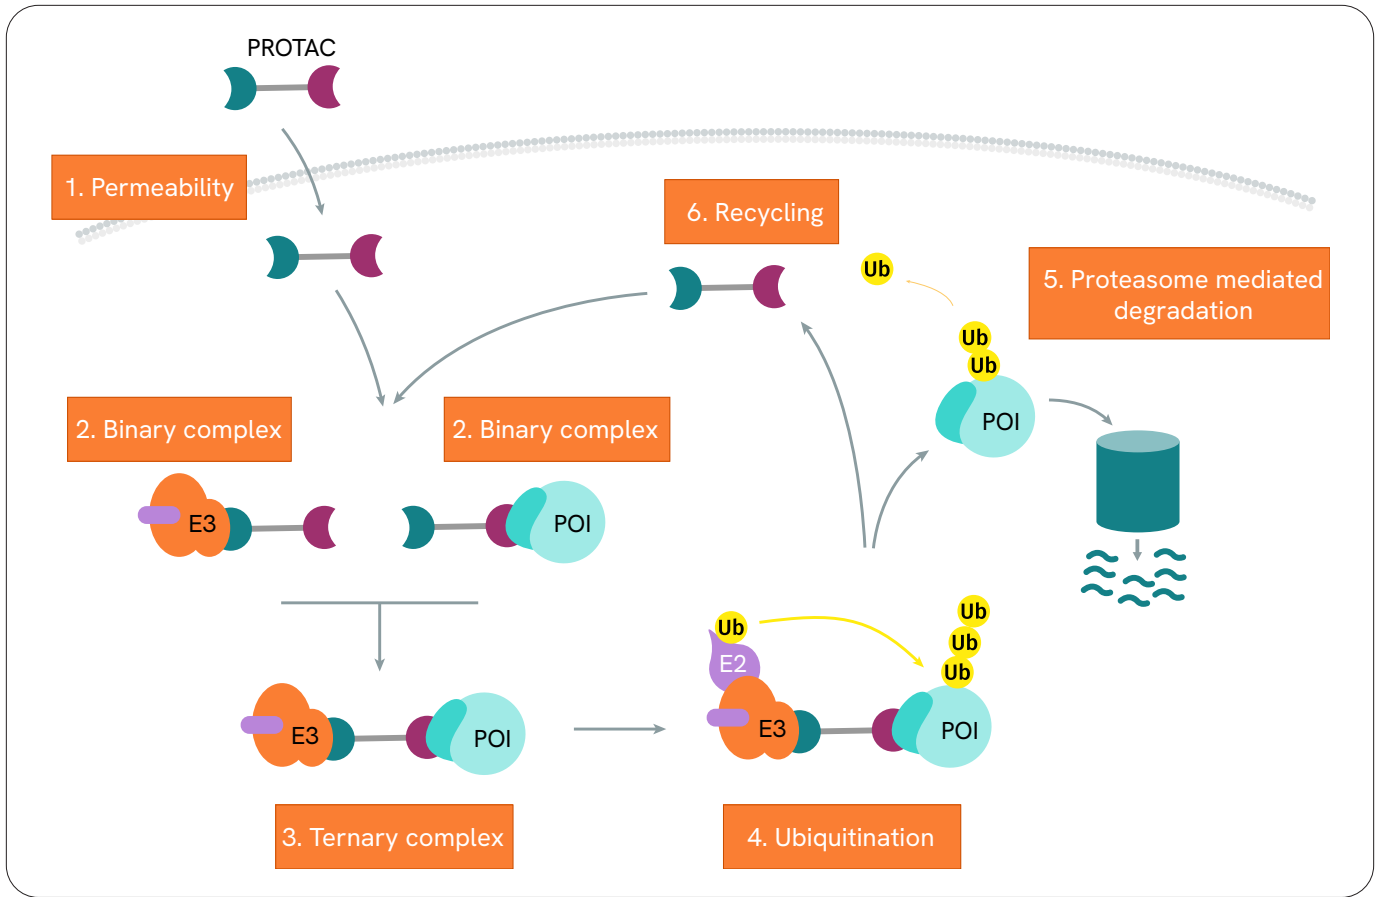 PROTAC
1. Permeability
6. Recycling
Ub
5. Proteasome mediated
degradation
Ub
Ub
POI
2. Binary complex
2. Binary complex
E3
POI
Ub
Ub
Ub
Ub
E2
E3
POI
E3
POI
3. Ternary complex
4. Ubiquitination